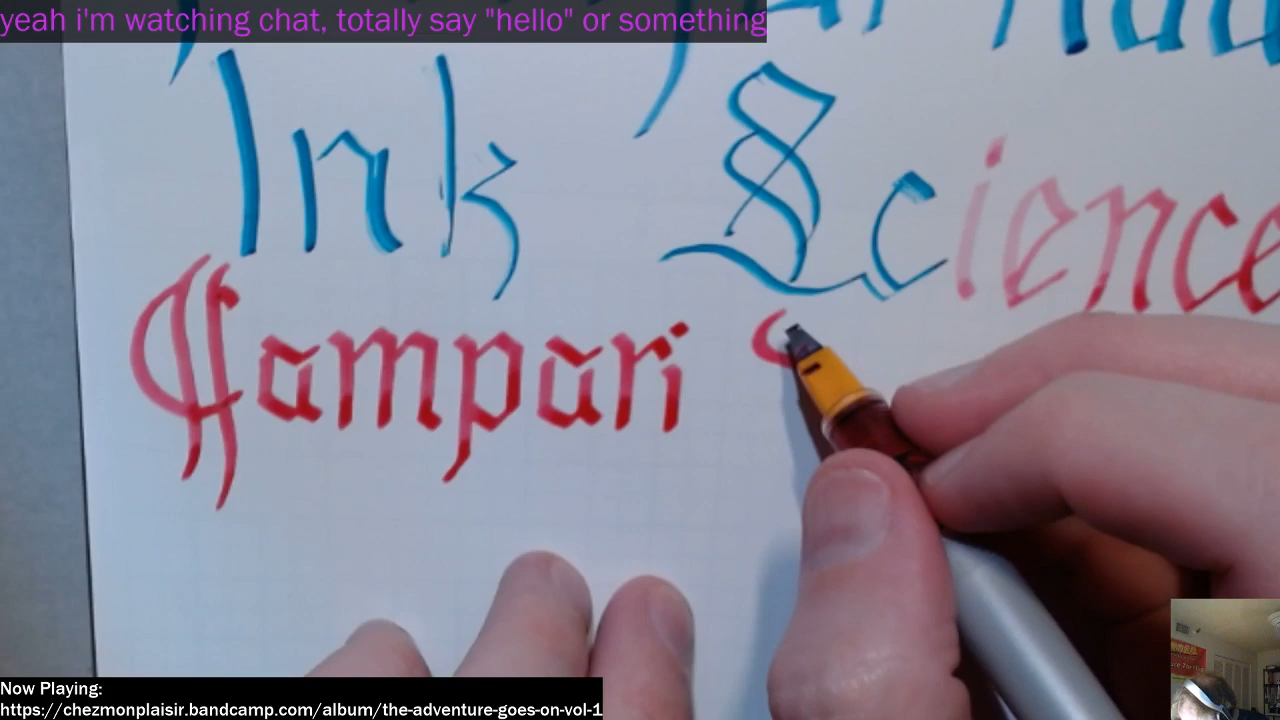 yeah i'm watching chat, totally say "hello" or something
Ink Science
Campari
Now Playing:
https://chezmonplaisir.bandcamp.com/album/the-adventure-goes-on-vol-1